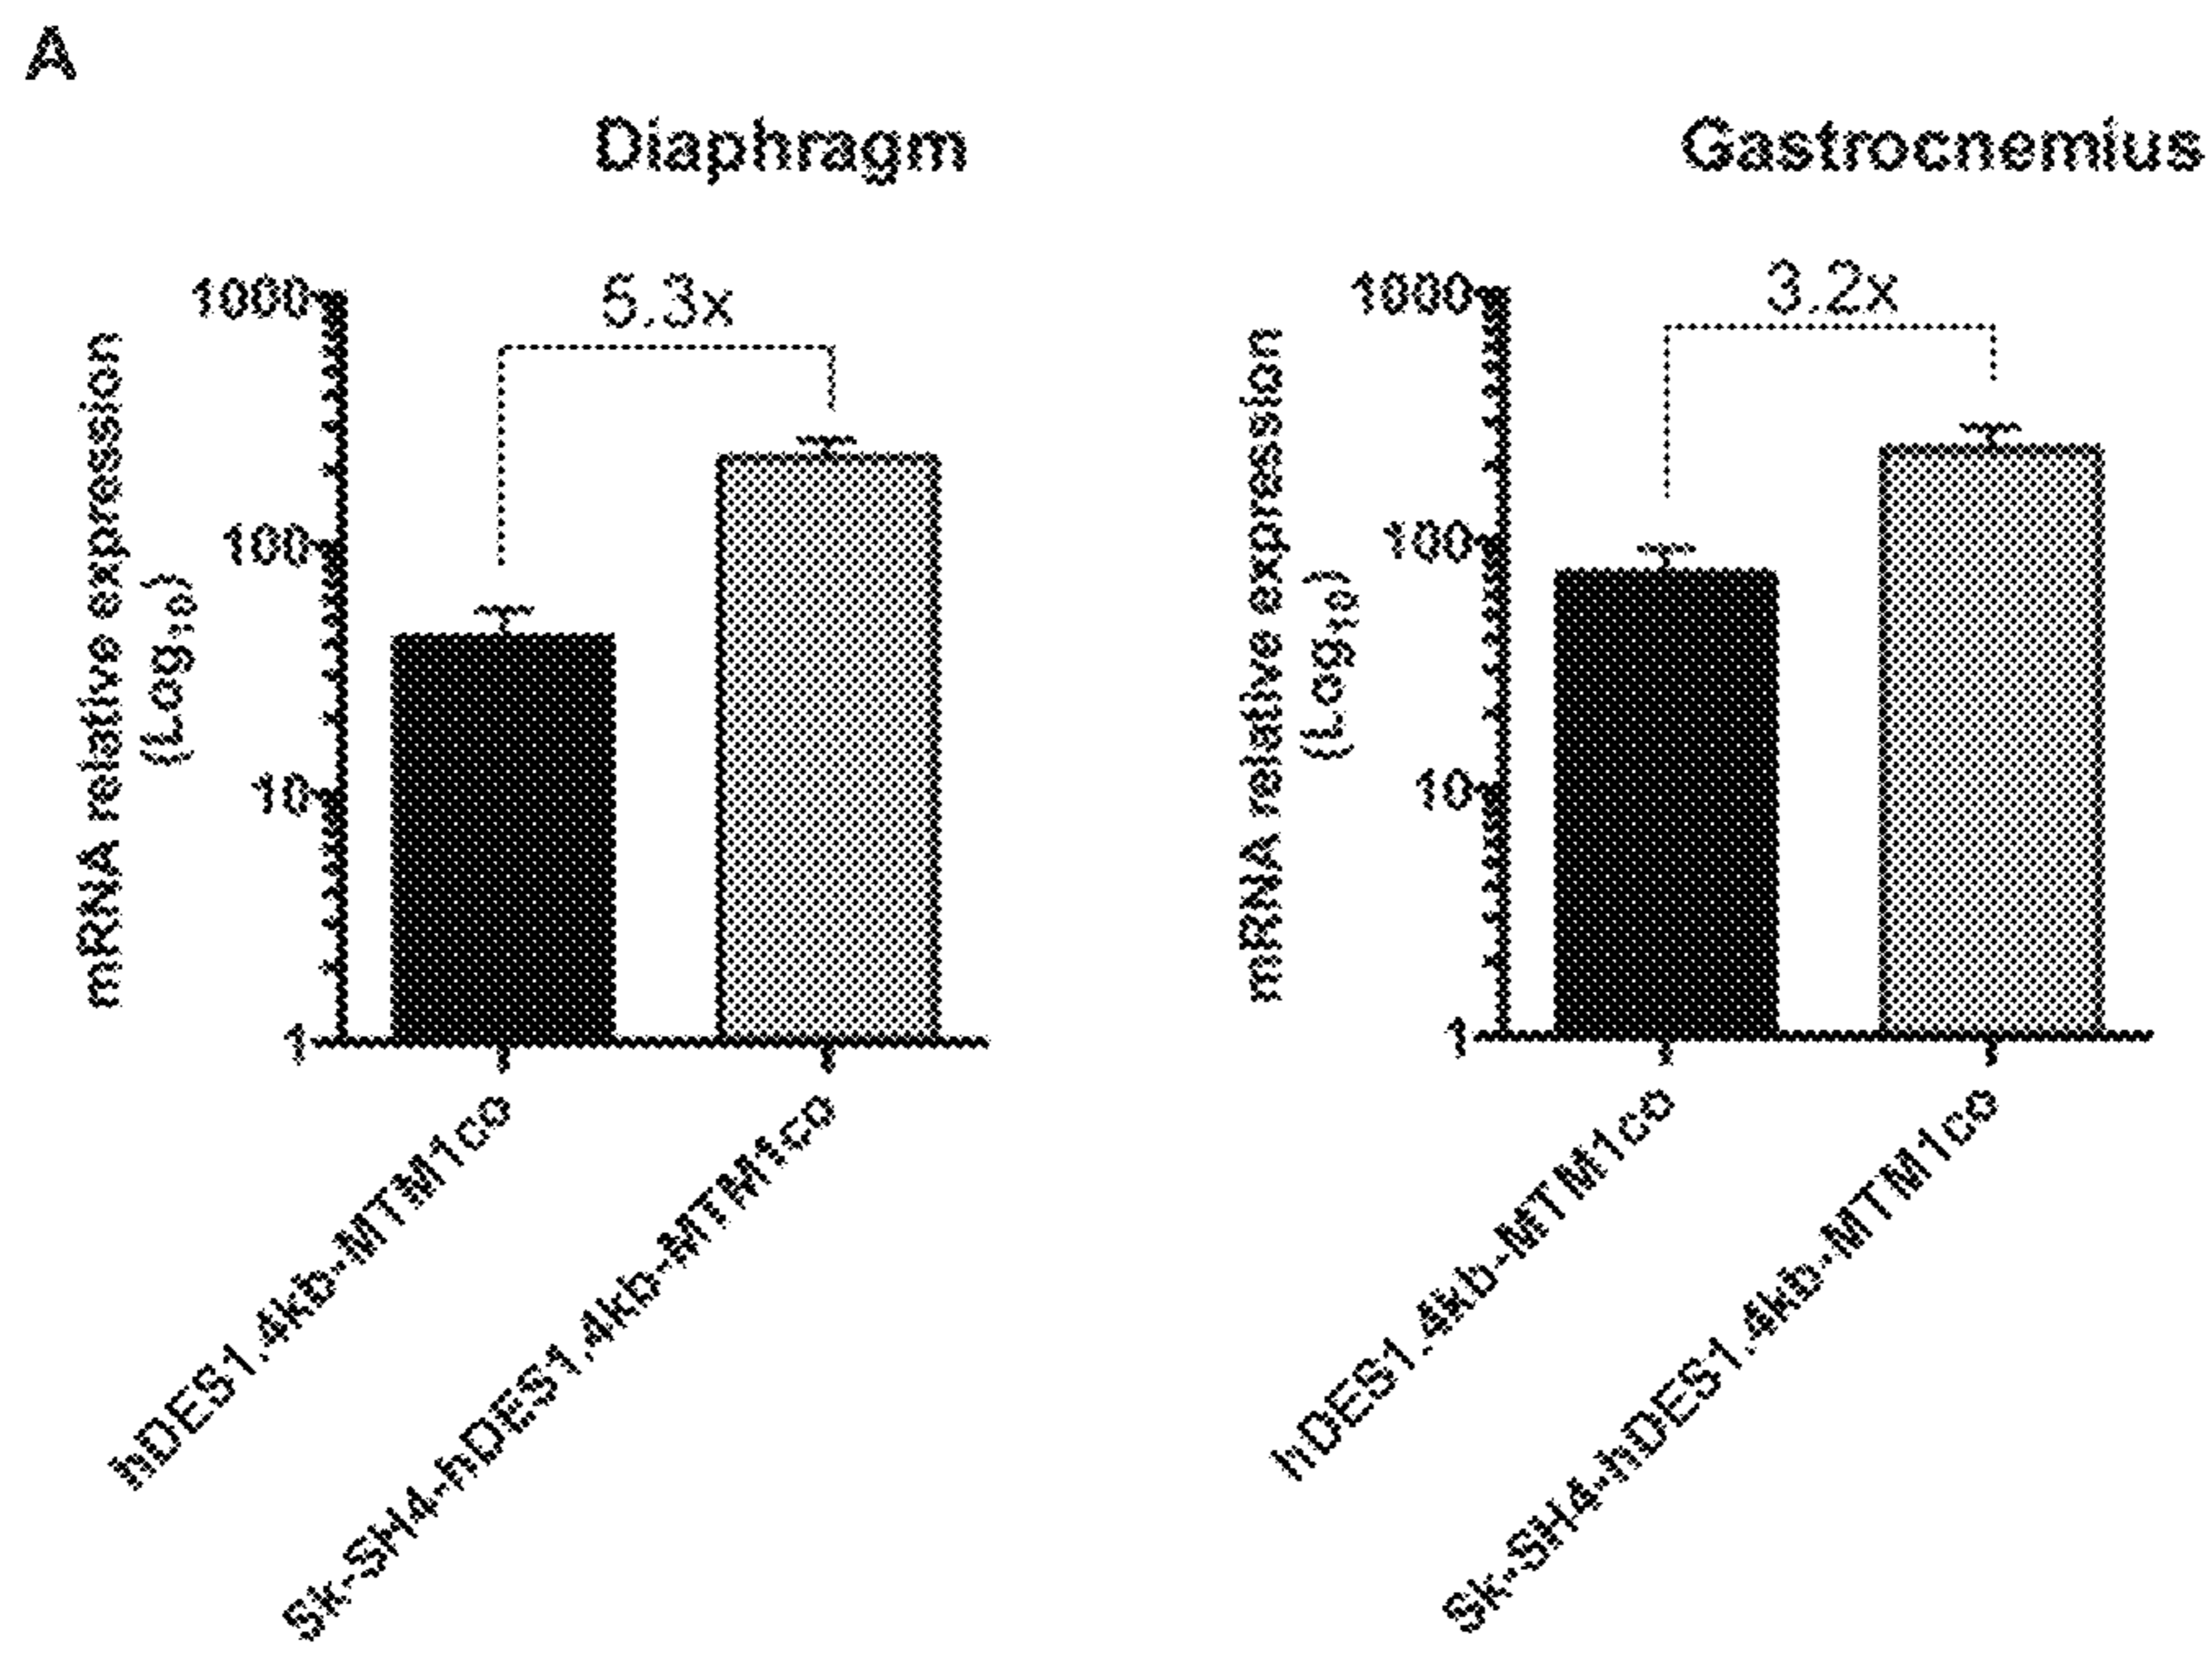 A
Diaphragm
5.3x
mRNA relative expression
(Log10)
1000
100
10
1
hDES1.4kb-MTM1co
Sk-SH4-hDES1.4kb-MTM1co
Gastrocnemius
3.2x
mRNA relative expression
(Log10)
1000
100
10
1
hDES1.4kb-MTM1co
Sk-SH4-hDES1.4kb-MTM1co